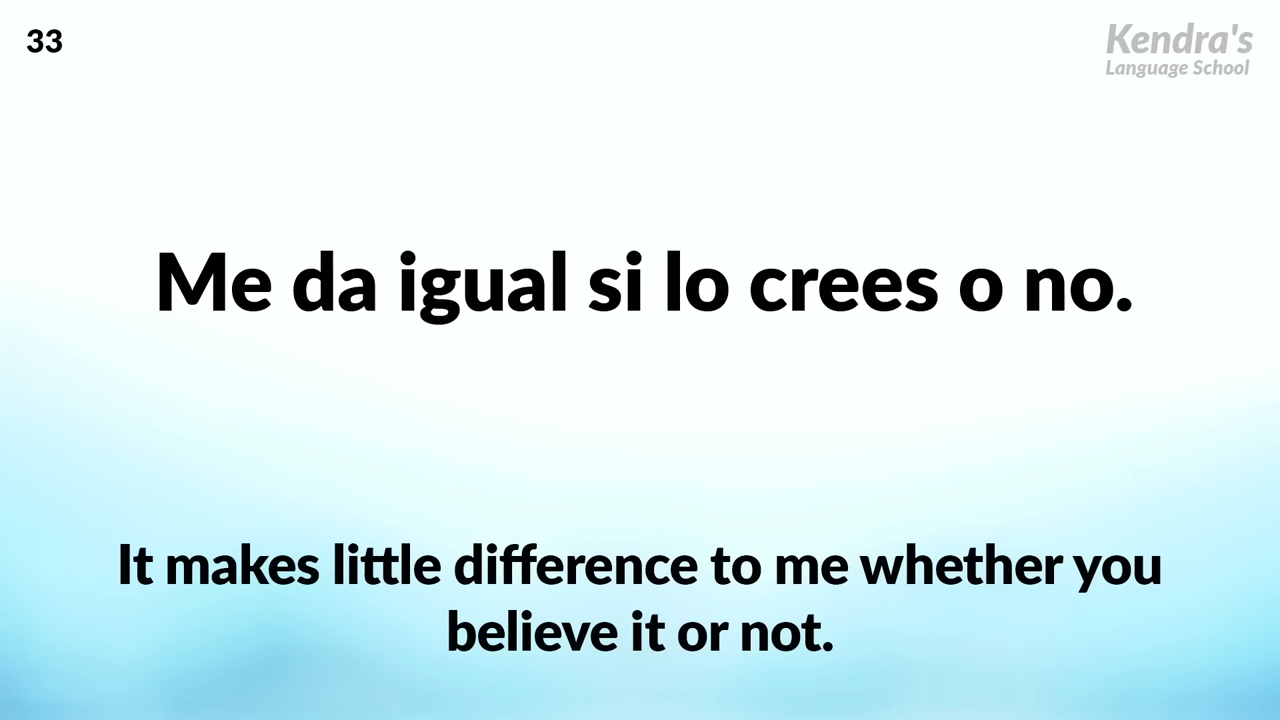 33
Kendra's
Language School
Me da igual si lo crees o no.
It makes little difference to me whether you
believe it or not.